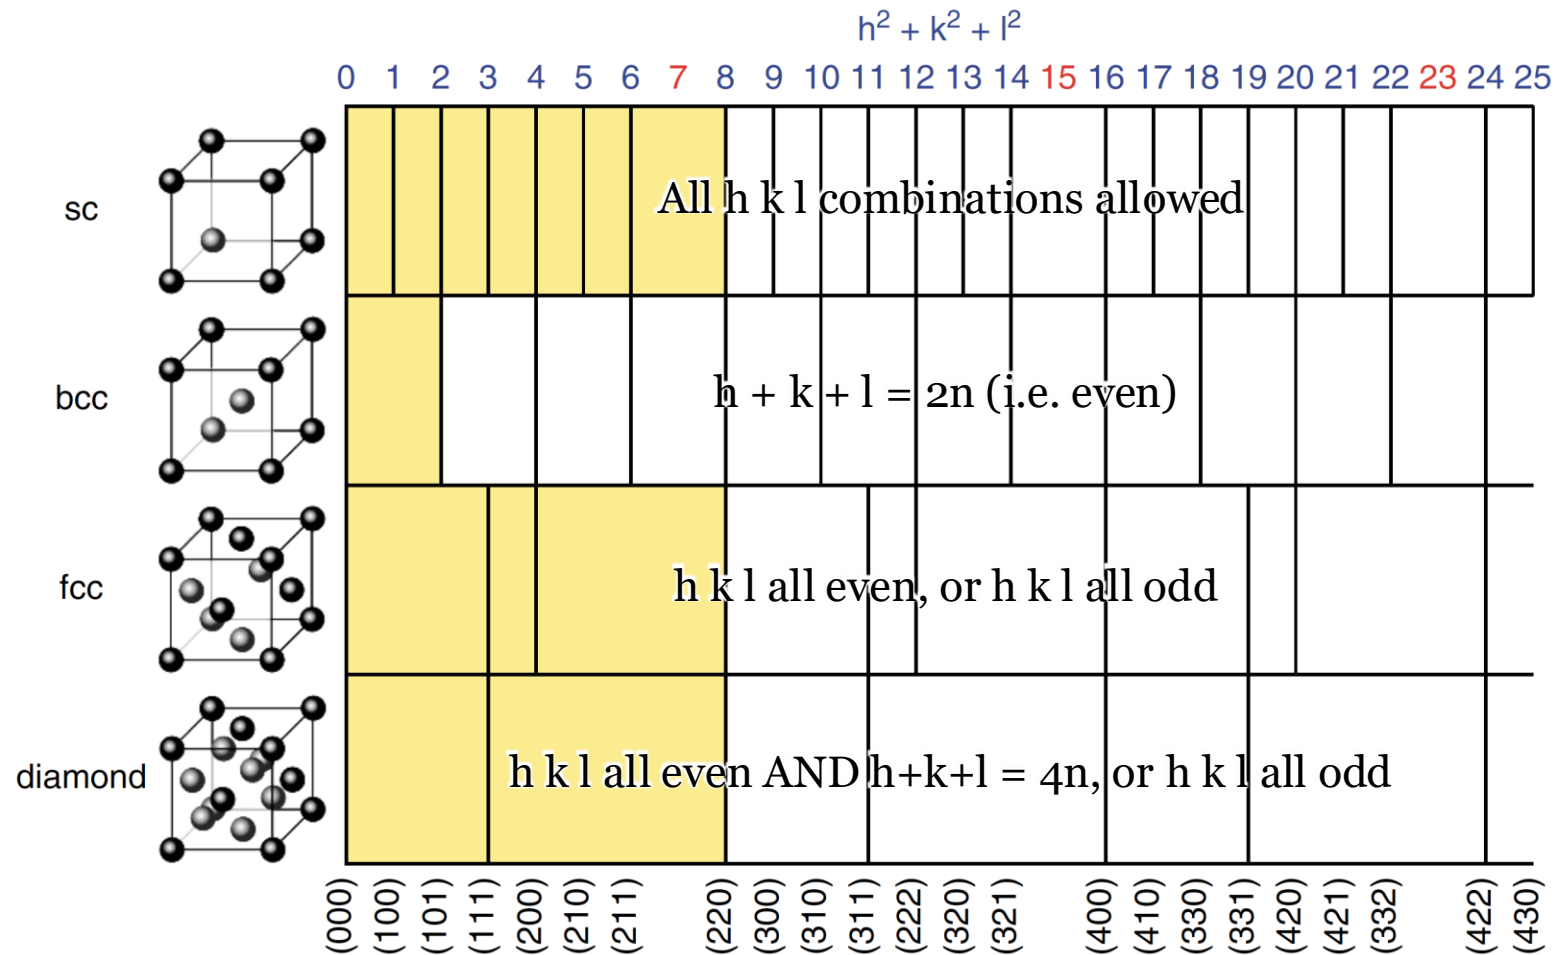 h² + k² + l²
0 1 2 3 4 5 6 7 8 9 10 11 12 13 14 15 16 17 18 19 20 21 22 23 24 25
sc
All h k l combinations allowed
bcc
h + k + l = 2n (i.e. even)
fcc
h k l all even, or h k l all odd
diamond
h k l all even AND h+k+l = 4n, or h k l all odd
(000) (100) (101) (111) (200) (210) (211) (220) (300) (310) (311) (222) (320) (321) (400) (410) (330) (331) (420) (421) (332) (422) (430)